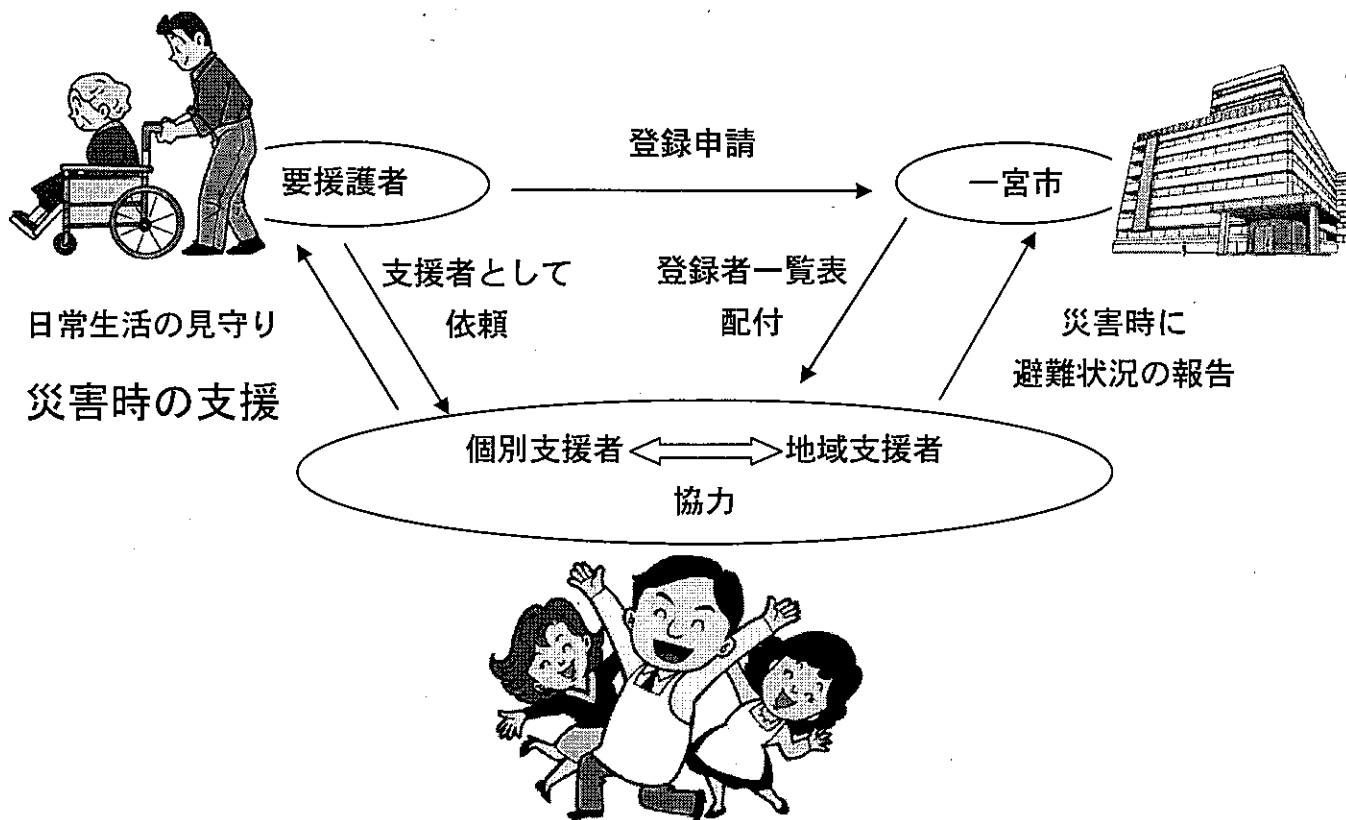 登録申請
要援護者
一宮市
支援者として
依頼
登録者一覧表
配付
日常生活の見守り
災害時の支援
災害時に
避難状況の報告
個別支援者
地域支援者
協力